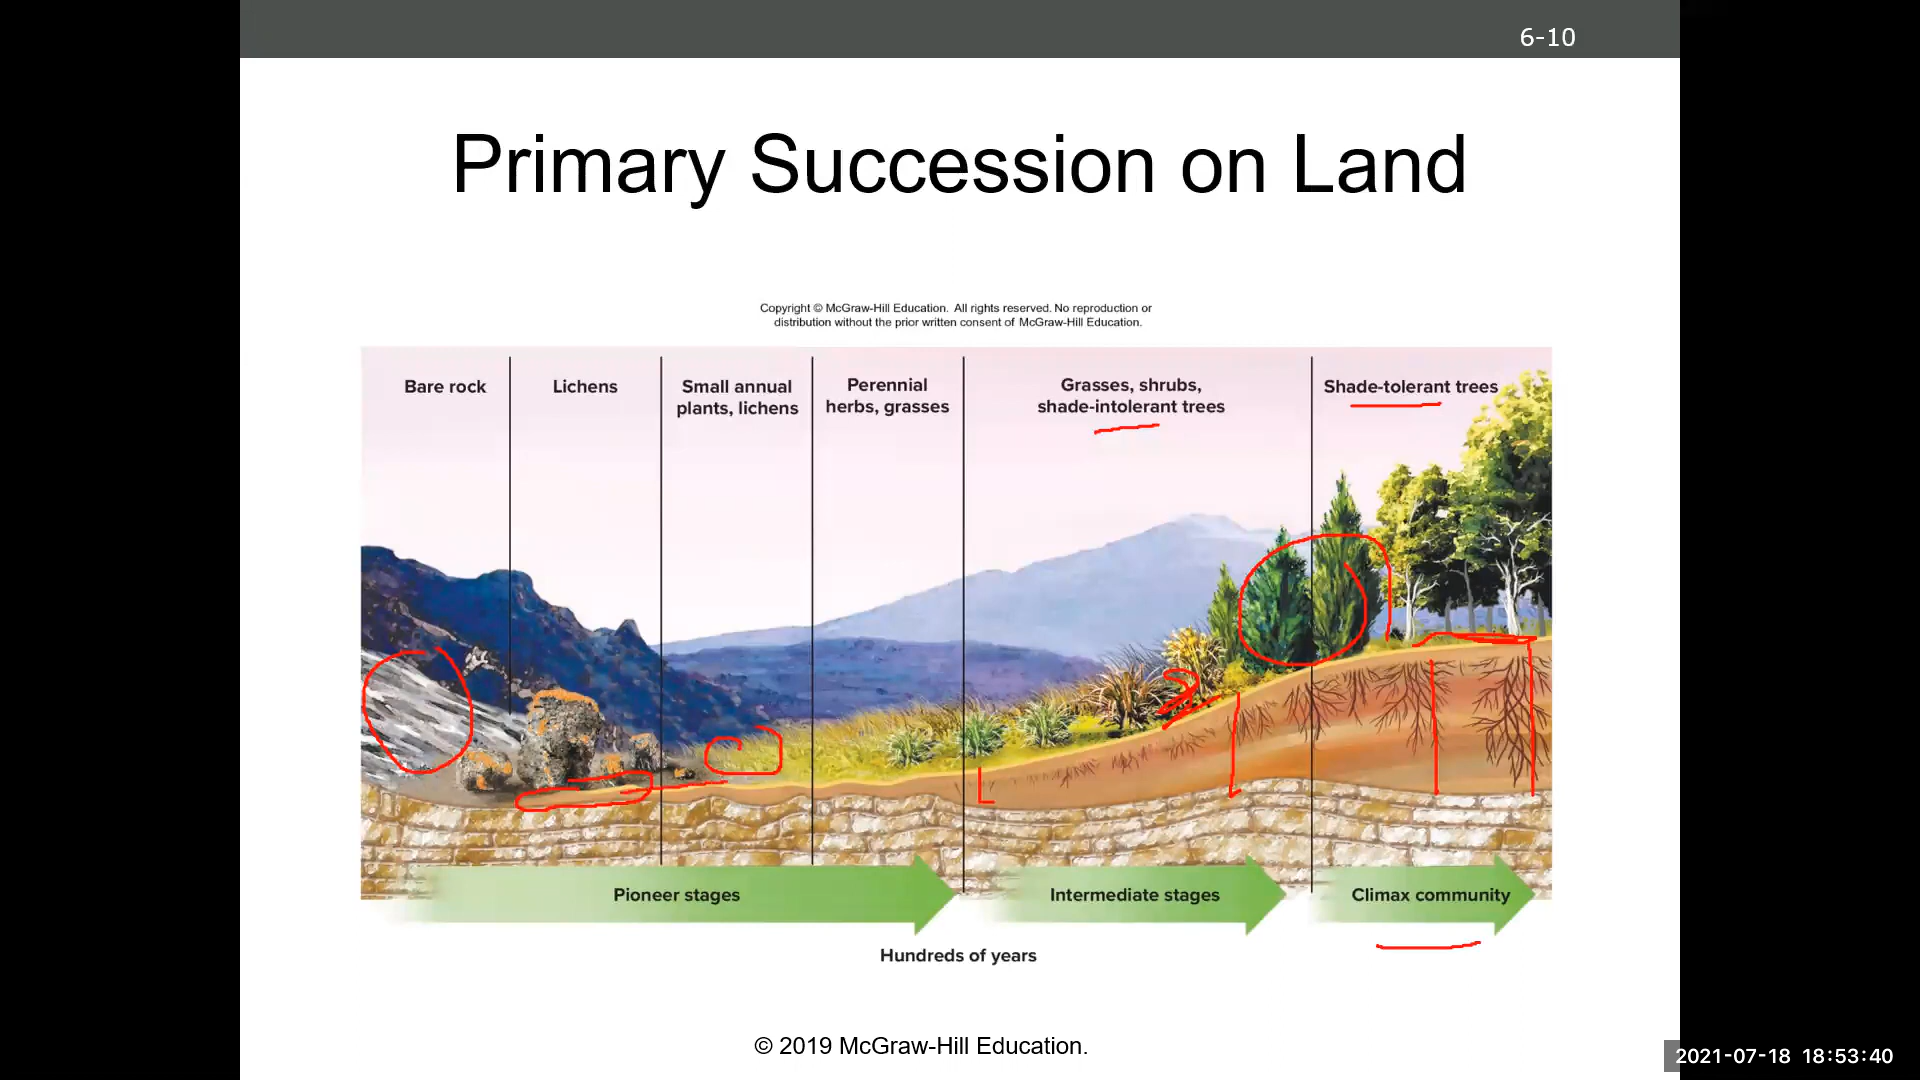 6-10
Primary Succession on Land
Copyright © McGraw-Hill Education. All rights reserved. No reproduction or
distribution without the prior written consent of McGraw-Hill Education.
Bare rock
Lichens
Small annual
plants, lichens
Perennial
herbs, grasses
Grasses, shrubs,
shade-intolerant trees
Shade-tolerant trees
Pioneer stages
Intermediate stages
Climax community
Hundreds of years
© 2019 McGraw-Hill Education.
2021-07-18 18:53:40